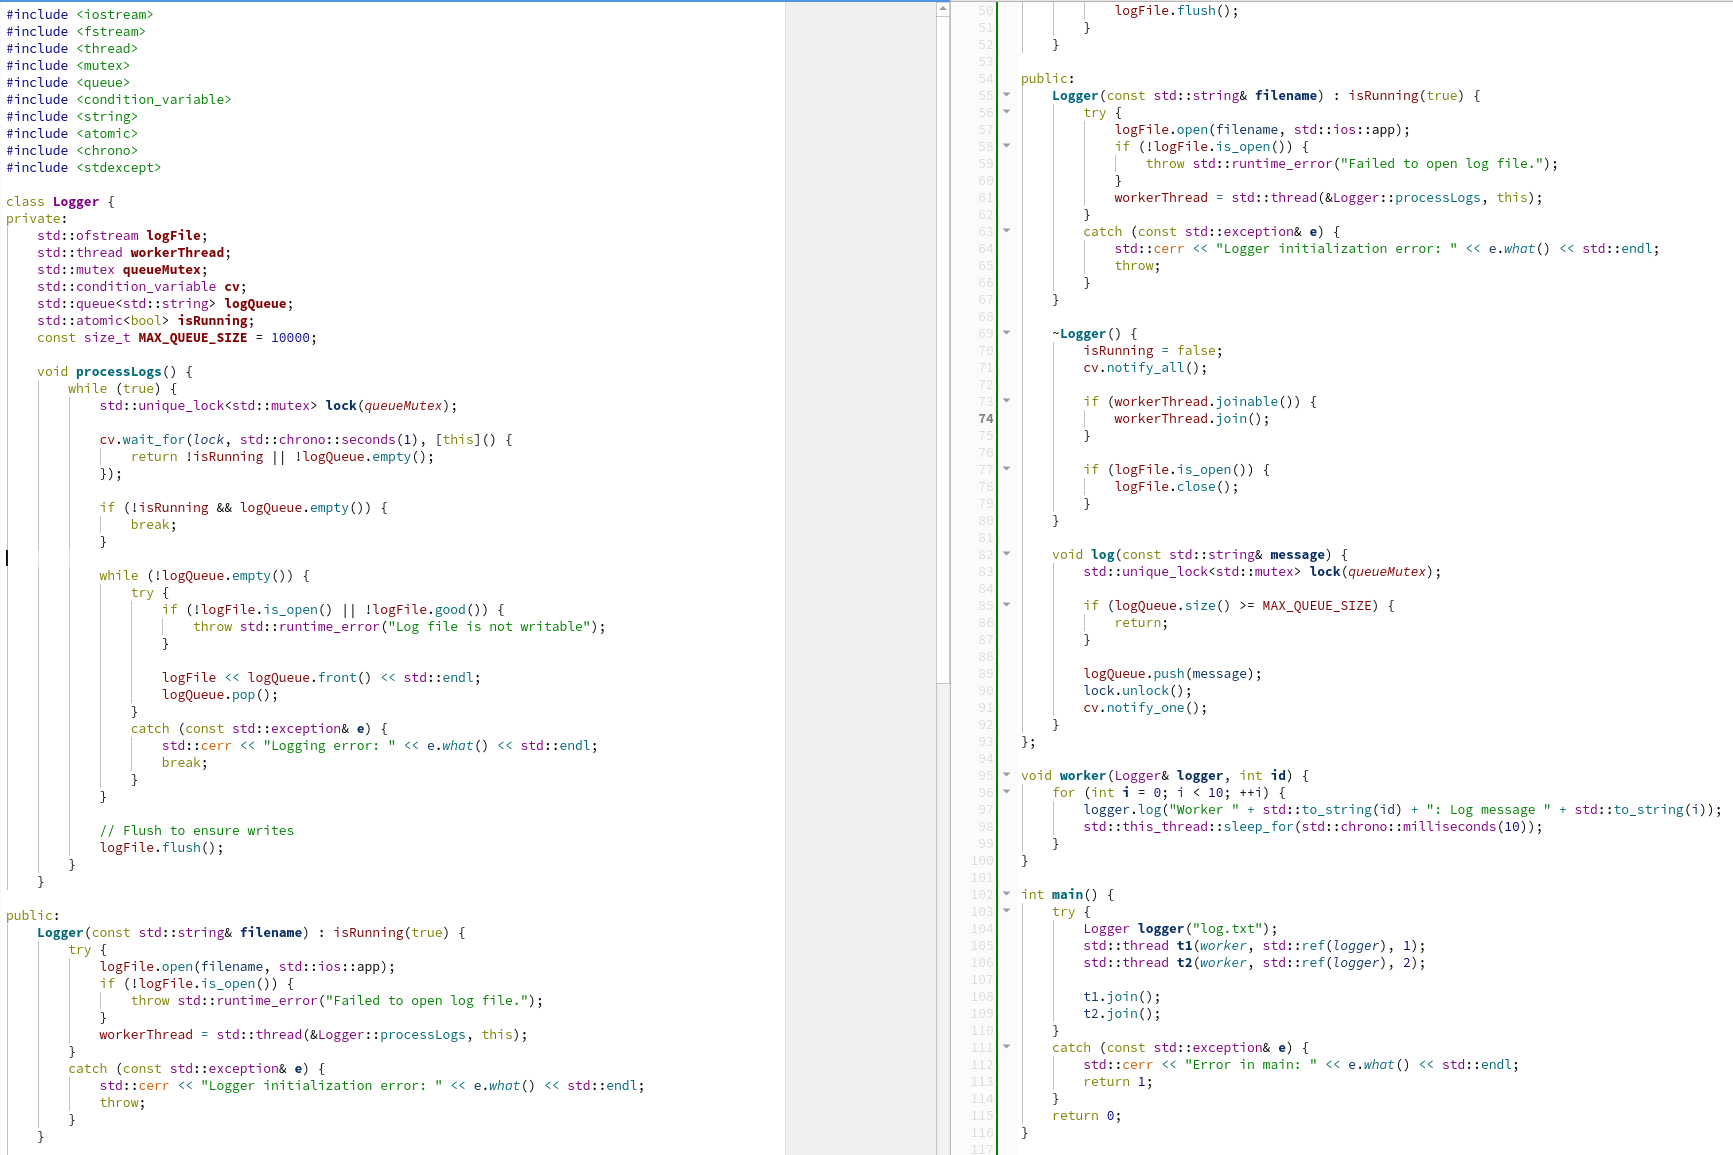 #include <iostream>
#include <fstream>
#include <thread>
#include <mutex>
#include <queue>
#include <condition_variable>
#include <string>
#include <atomic>
#include <chrono>
#include <stdexcept>
class Logger {
private:
std::ofstream logFile;
std::thread workerThread;
std::mutex queueMutex;
std::condition_variable cv;
std::queue<std::string> logQueue;
std::atomic<bool> isRunning;
const size_t MAX_QUEUE_SIZE = 10000;
void processLogs() {
while (true) {
std::unique_lock<std::mutex> lock(queueMutex);
cv.wait_for(lock, std::chrono::seconds(1), [this]() {
return !isRunning || !logQueue.empty();
});
if (!isRunning && logQueue.empty()) {
break;
}
while (!logQueue.empty()) {
try {
if (!logFile.is_open() || !logFile.good()) {
throw std::runtime_error("Log file is not writable");
}
logFile << logQueue.front() << std::endl;
logQueue.pop();
}
catch (const std::exception& e) {
std::cerr << "Logging error: " << e.what() << std::endl;
break;
}
}
// Flush to ensure writes
logFile.flush();
}
}
public:
Logger(const std::string& filename) : isRunning(true) {
try {
logFile.open(filename, std::ios::app);
if (!logFile.is_open()) {
throw std::runtime_error("Failed to open log file.");
}
workerThread = std::thread(&Logger::processLogs, this);
}
catch (const std::exception& e) {
std::cerr << "Logger initialization error: " << e.what() << std::endl;
throw;
}
}
50 logFile.flush();
51 }
52 }
53
54 public:
55 Logger(const std::string& filename) : isRunning(true) {
56 try {
57 logFile.open(filename, std::ios::app);
58 if (!logFile.is_open()) {
59 throw std::runtime_error("Failed to open log file.");
60 }
61 workerThread = std::thread(&Logger::processLogs, this);
62 }
63 catch (const std::exception& e) {
64 std::cerr << "Logger initialization error: " << e.what() << std::endl;
65 throw;
66 }
67 }
68
69 ~Logger() {
70 isRunning = false;
71 cv.notify_all();
72
73 if (workerThread.joinable()) {
74 workerThread.join();
75 }
76
77 if (logFile.is_open()) {
78 logFile.close();
79 }
80 }
81
82 void log(const std::string& message) {
83 std::unique_lock<std::mutex> lock(queueMutex);
84
85 if (logQueue.size() >= MAX_QUEUE_SIZE) {
86 return;
87 }
88
89 logQueue.push(message);
90 lock.unlock();
91 cv.notify_one();
92 }
93 };
94
95 void worker(Logger& logger, int id) {
96 for (int i = 0; i < 10; ++i) {
97 logger.log("Worker " + std::to_string(id) + ": Log message " + std::to_string(i));
98 std::this_thread::sleep_for(std::chrono::milliseconds(10));
99 }
100 }
101
102 int main() {
103 try {
104 Logger logger("log.txt");
105 std::thread t1(worker, std::ref(logger), 1);
106 std::thread t2(worker, std::ref(logger), 2);
107
108 t1.join();
109 t2.join();
110 }
111 catch (const std::exception& e) {
112 std::cerr << "Error in main: " << e.what() << std::endl;
113 return 1;
114 }
115 return 0;
116 }
117